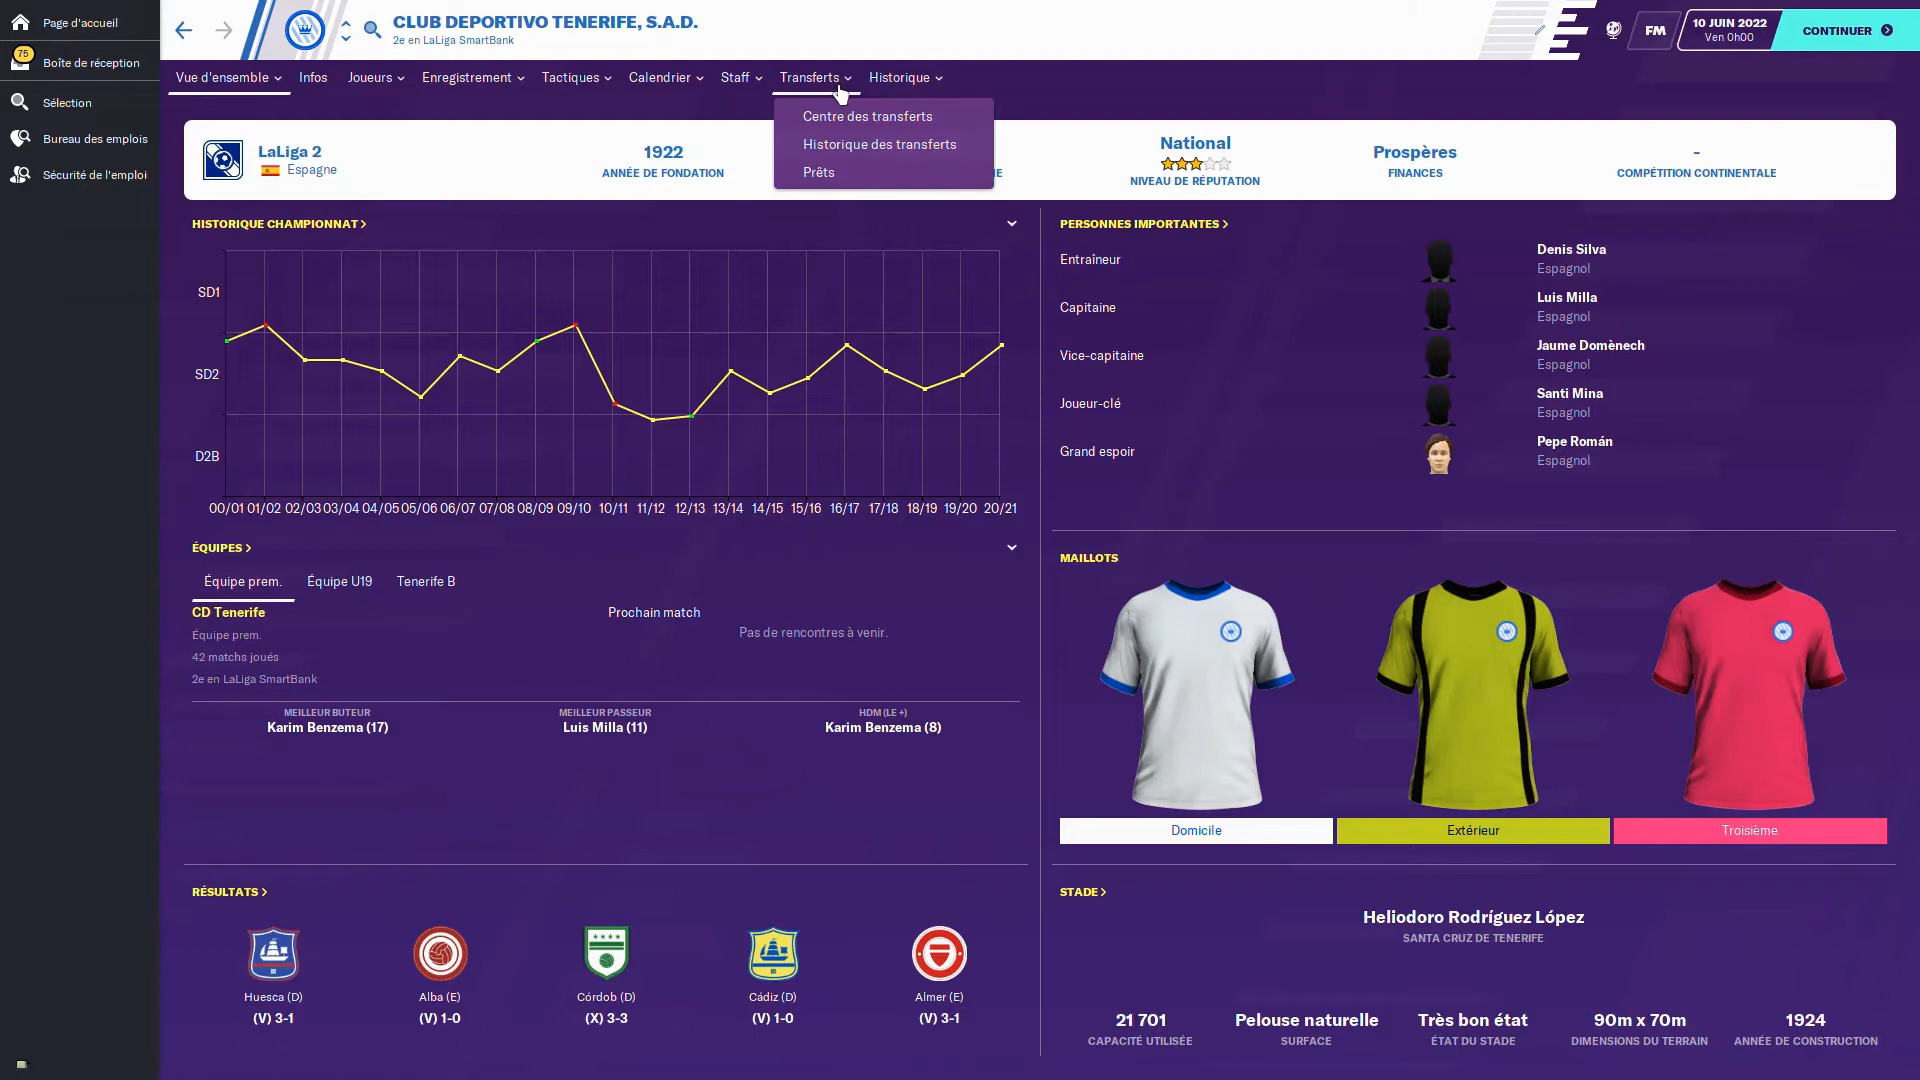 Page d'accueil
75
Boîte de réception
Sélection
Bureau des emplois
Sécurité de l'emploi
CLUB DEPORTIVO TENERIFE, S.A.D.
2e en LaLiga SmartBank
FM
10 JUIN 2022
Ven 0h00
CONTINUER
Vue d'ensemble
Infos
Joueurs
Enregistrement
Tactiques
Calendrier
Staff
Transferts
Historique
Centre des transferts
Historique des transferts
Prêts
LaLiga 2
Espagne
1922
ANNÉE DE FONDATION
National
NIVEAU DE RÉPUTATION
Prospères
FINANCES
-
COMPÉTITION CONTINENTALE
HISTORIQUE CHAMPIONNAT >
SD1
SD2
D2B
00/01 01/02 02/03 03/04 04/05 05/06 06/07 07/08 08/09 09/10 10/11 11/12 12/13 13/14 14/15 15/16 16/17 17/18 18/19 19/20 20/21
PERSONNES IMPORTANTES >
Entraîneur
Denis Silva
Espagnol
Capitaine
Luis Milla
Espagnol
Vice-capitaine
Jaume Domènech
Espagnol
Joueur-clé
Santi Mina
Espagnol
Grand espoir
Pepe Román
Espagnol
ÉQUIPES >
Équipe prem.
Équipe U19
Tenerife B
CD Tenerife
Équipe prem.
42 matchs joués
2e en LaLiga SmartBank
Prochain match
Pas de rencontres à venir.
MEILLEUR BUTEUR
Karim Benzema (17)
MEILLEUR PASSEUR
Luis Milla (11)
HDM (LE +)
Karim Benzema (8)
MAILLOTS
Domicile
Extérieur
Troisième
RÉSULTATS >
Huesca (D)
(V) 3-1
Alba (E)
(V) 1-0
Córdob (D)
(X) 3-3
Cádiz (D)
(V) 1-0
Almer (E)
(V) 3-1
STADE >
Heliodoro Rodríguez López
SANTA CRUZ DE TENERIFE
21 701
CAPACITÉ UTILISÉE
Pelouse naturelle
SURFACE
Très bon état
ÉTAT DU STADE
90m x 70m
DIMENSIONS DU TERRAIN
1924
ANNÉE DE CONSTRUCTION